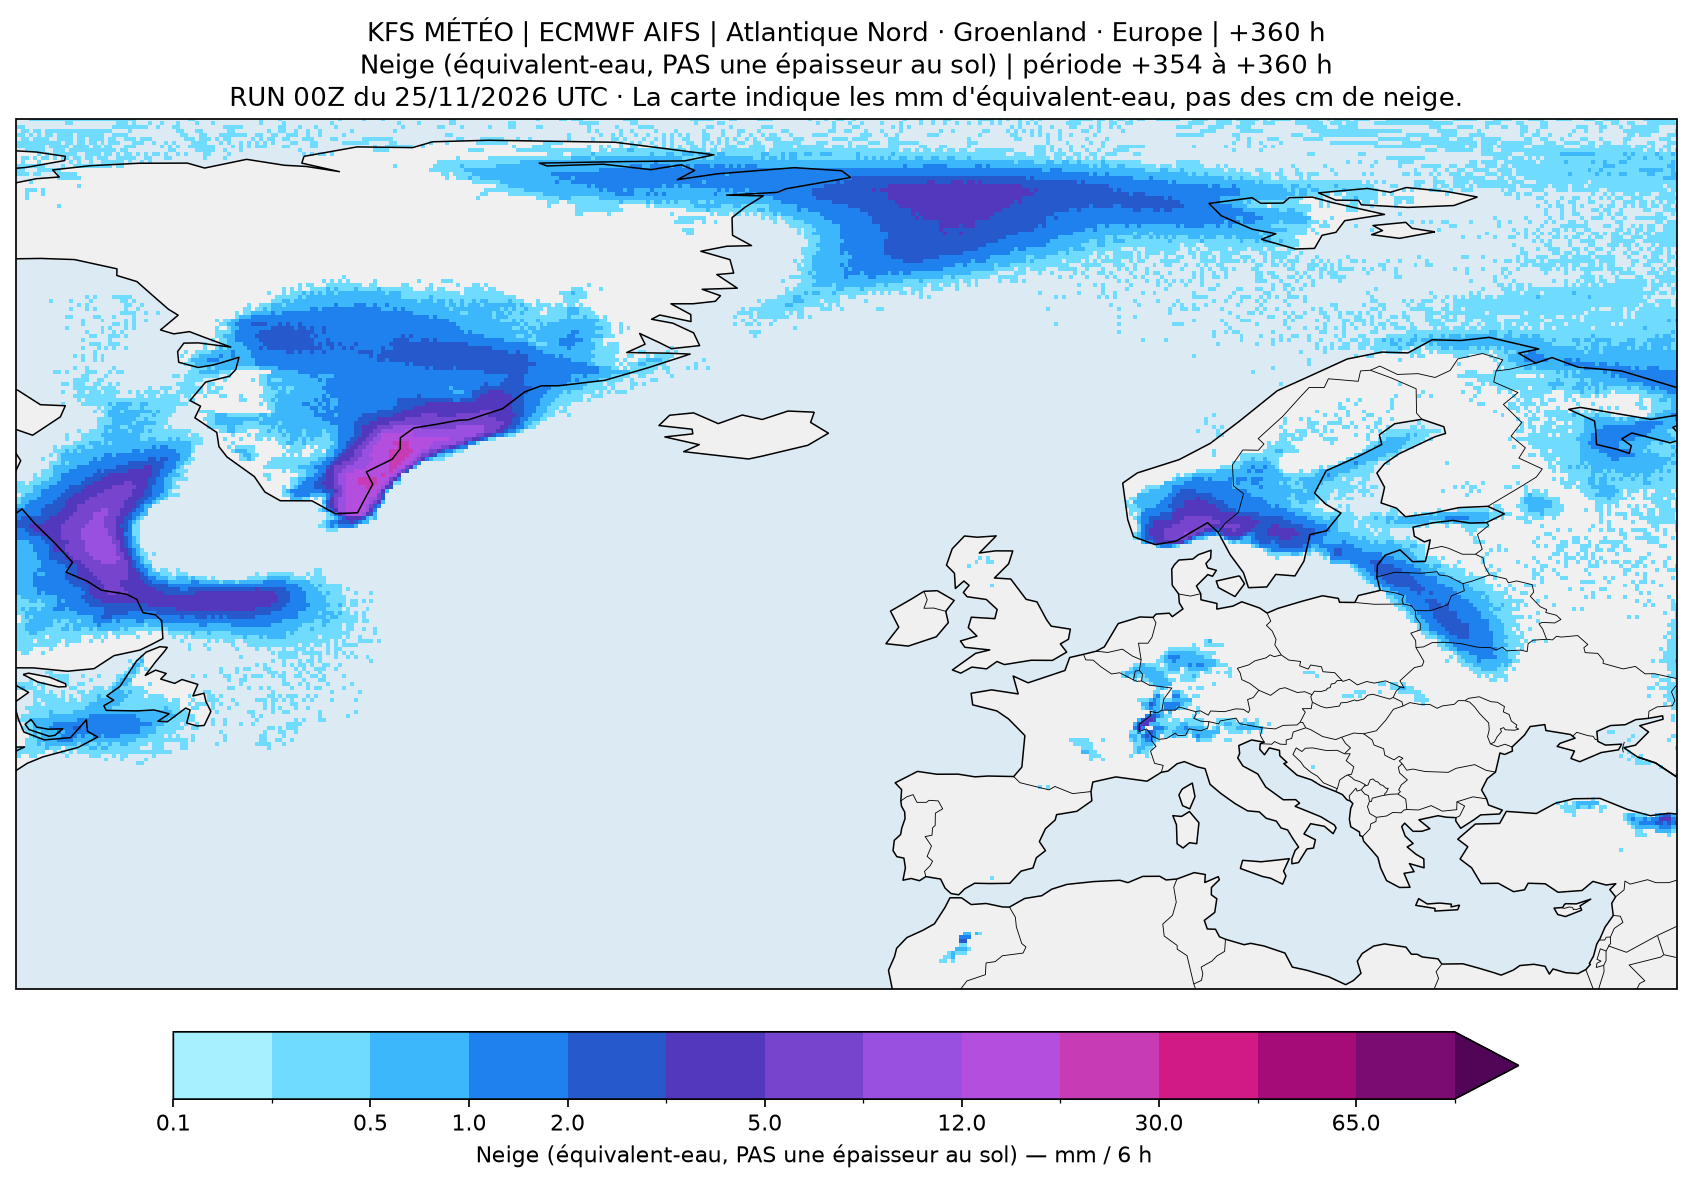 KFS MÉTÉO | ECMWF AIFS | Atlantique Nord · Groenland · Europe | +360 h
Neige (équivalent-eau, PAS une épaisseur au sol) | période +354 à +360 h
RUN 00Z du 25/11/2026 UTC · La carte indique les mm d'équivalent-eau, pas des cm de neige.
0.1 0.5 1.0 2.0 5.0 12.0 30.0 65.0
Neige (équivalent-eau, PAS une épaisseur au sol) — mm / 6 h